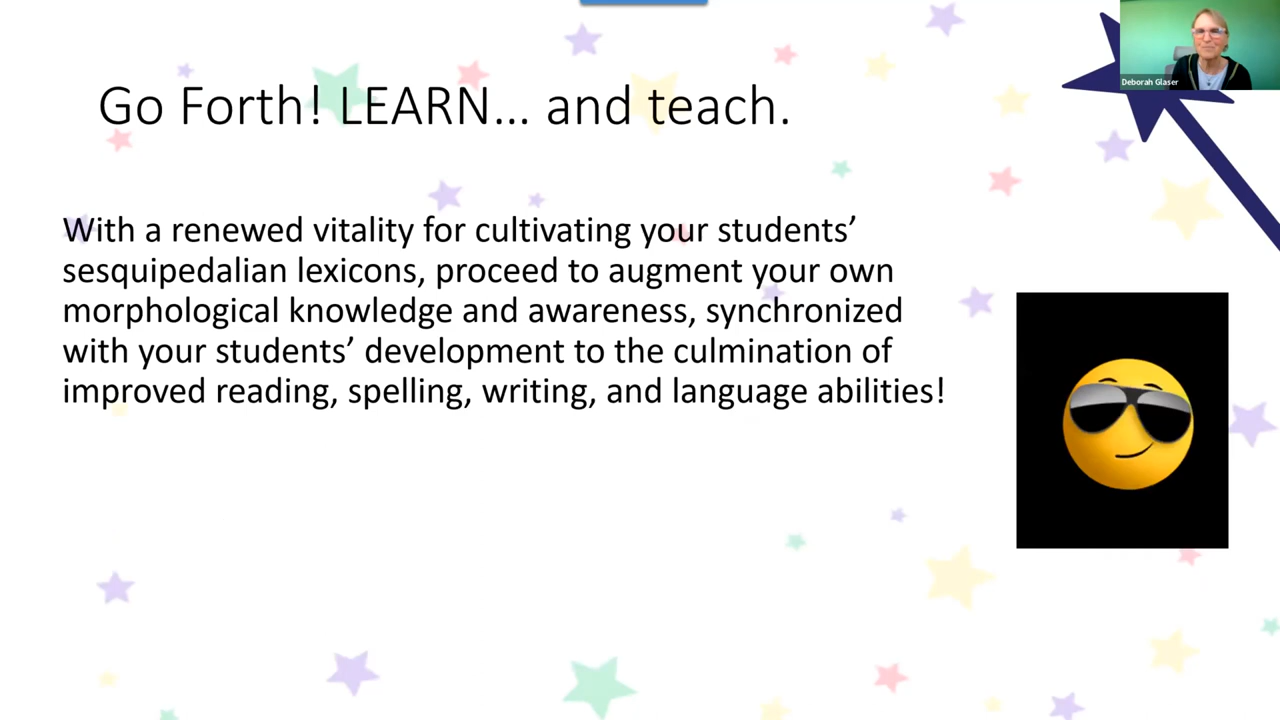 Deborah Glaser
Go Forth! LEARN... and teach.
With a renewed vitality for cultivating your students’
sesquipedalian lexicons, proceed to augment your own
morphological knowledge and awareness, synchronized
with your students’ development to the culmination of
improved reading, spelling, writing, and language abilities!